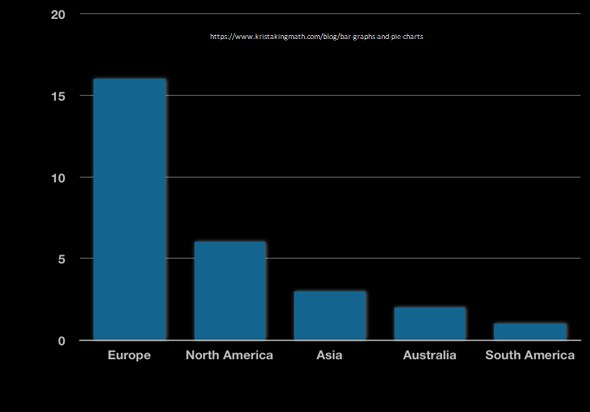 20
https://www.kristakingmath.com/blog/bar-graphs-and-pie-charts
15
10
5
0
Europe North America Asia Australia South America